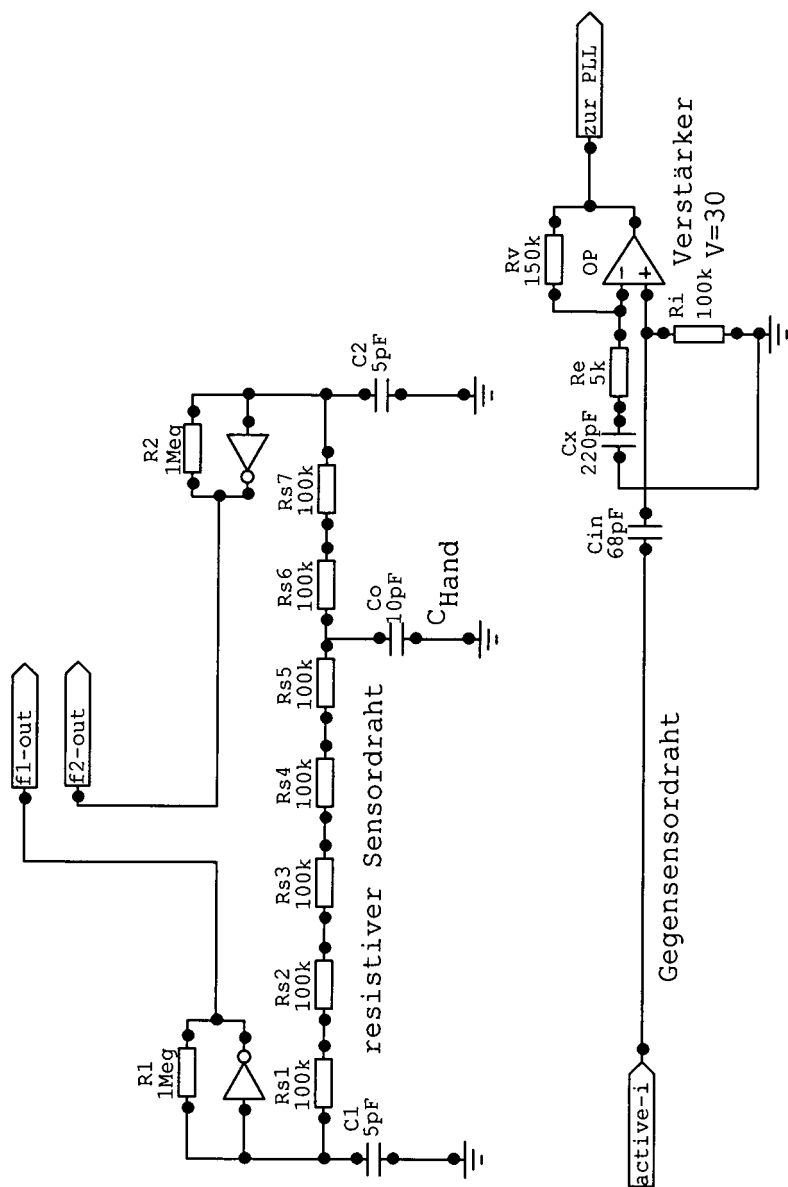 f1-out
f2-out
R1
1Meg
R2
1Meg
Rs1
100k
Rs2
100k
Rs3
100k
Rs4
100k
Rs5
100k
Rs6
100k
Rs7
100k
C1
5pF
resistiver Sensordraht
Co
10pF
CHand
C2
5pF
active-i
Gegensensordraht
Cin
68pF
Cx
220pF
Re
5k
Rv
150k
OP
-
+
Ri
100k
Verstärker
V=30
zur PLL